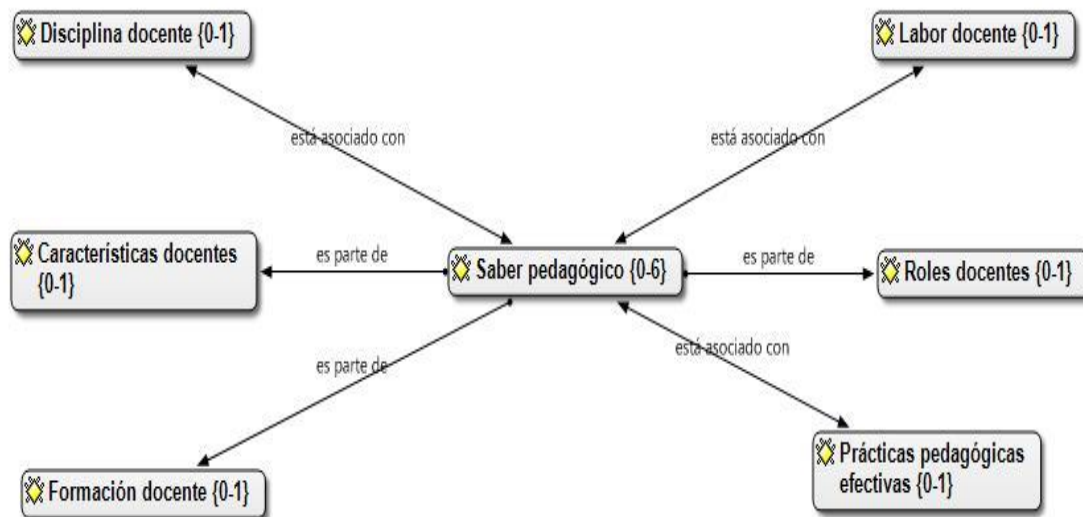 Disciplina docente {0-1}
Labor docente {0-1}
está asociado con
está asociado con
Características docentes
{0-1}
es parte de
Saber pedagógico {0-6}
es parte de
Roles docentes {0-1}
está asociado con
es parte de
Prácticas pedagógicas
efectivas {0-1}
Formación docente {0-1}